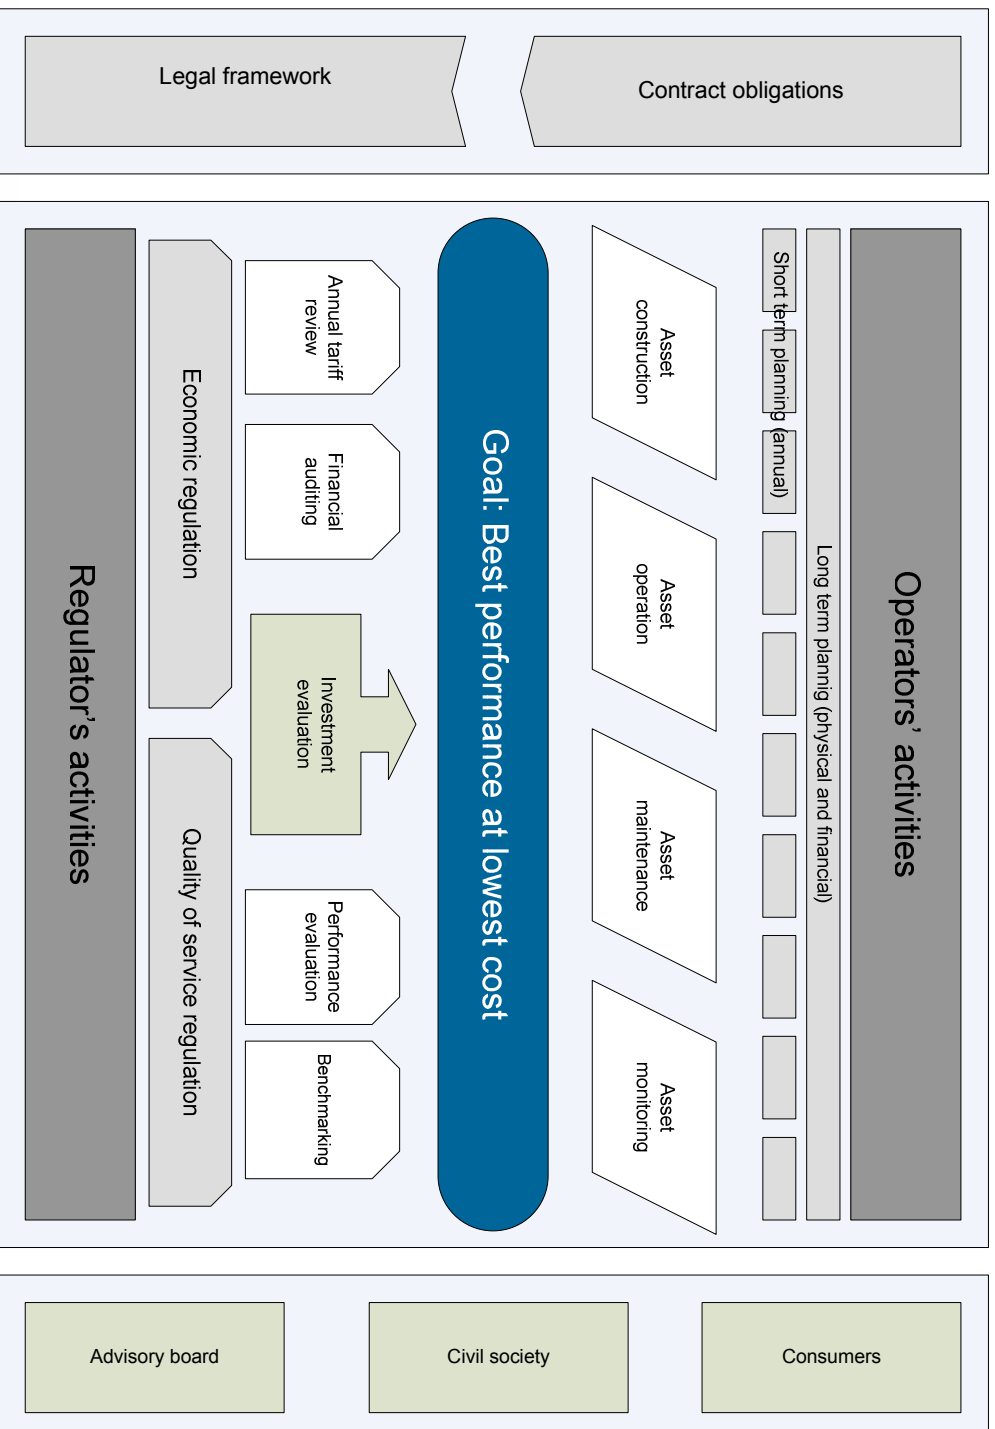 Legal framework
Contract obligations
Operators’ activities
Long term plannig (physical and financial)
Short term planning (annual)
Asset
construction
Asset
operation
Asset
maintenance
Asset
monitoring
Goal: Best performance at lowest cost
Annual tariff
review
Financial
auditing
Investment
evaluation
Performance
evaluation
Benchmarking
Economic regulation
Quality of service regulation
Regulator’s activities
Advisory board
Civil society
Consumers